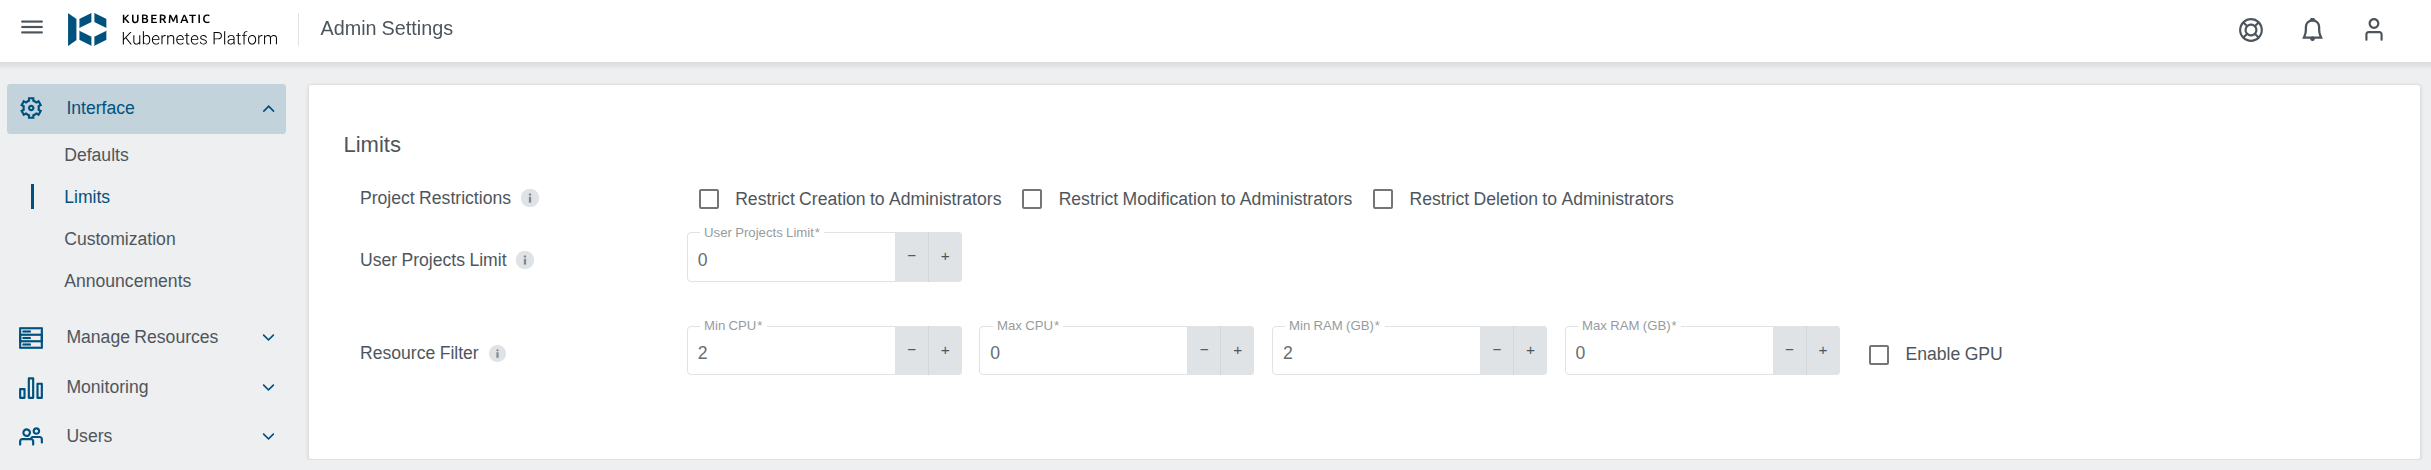 KUBERMATIC
Kubernetes Platform
Admin Settings
Interface
Defaults
Limits
Customization
Announcements
Manage Resources
Monitoring
Users
Limits
Project Restrictions
Restrict Creation to Administrators
Restrict Modification to Administrators
Restrict Deletion to Administrators
User Projects Limit
User Projects Limit*
0
− +
Resource Filter
Min CPU*
2
− +
Max CPU*
0
− +
Min RAM (GB)*
2
− +
Max RAM (GB)*
0
− +
Enable GPU